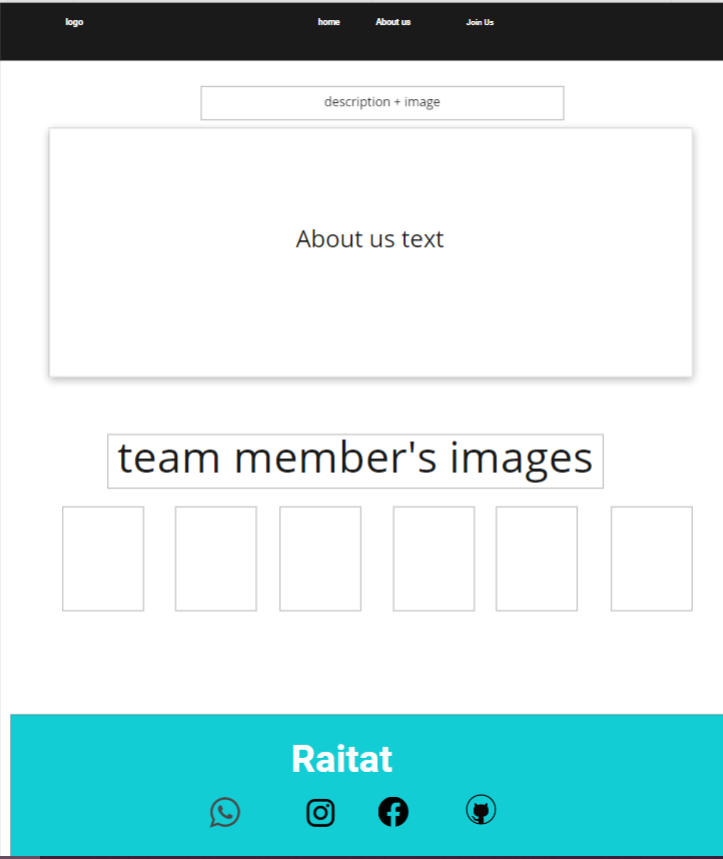 logo home About us Join Us
description + image
About us text
team member's images
Raitat